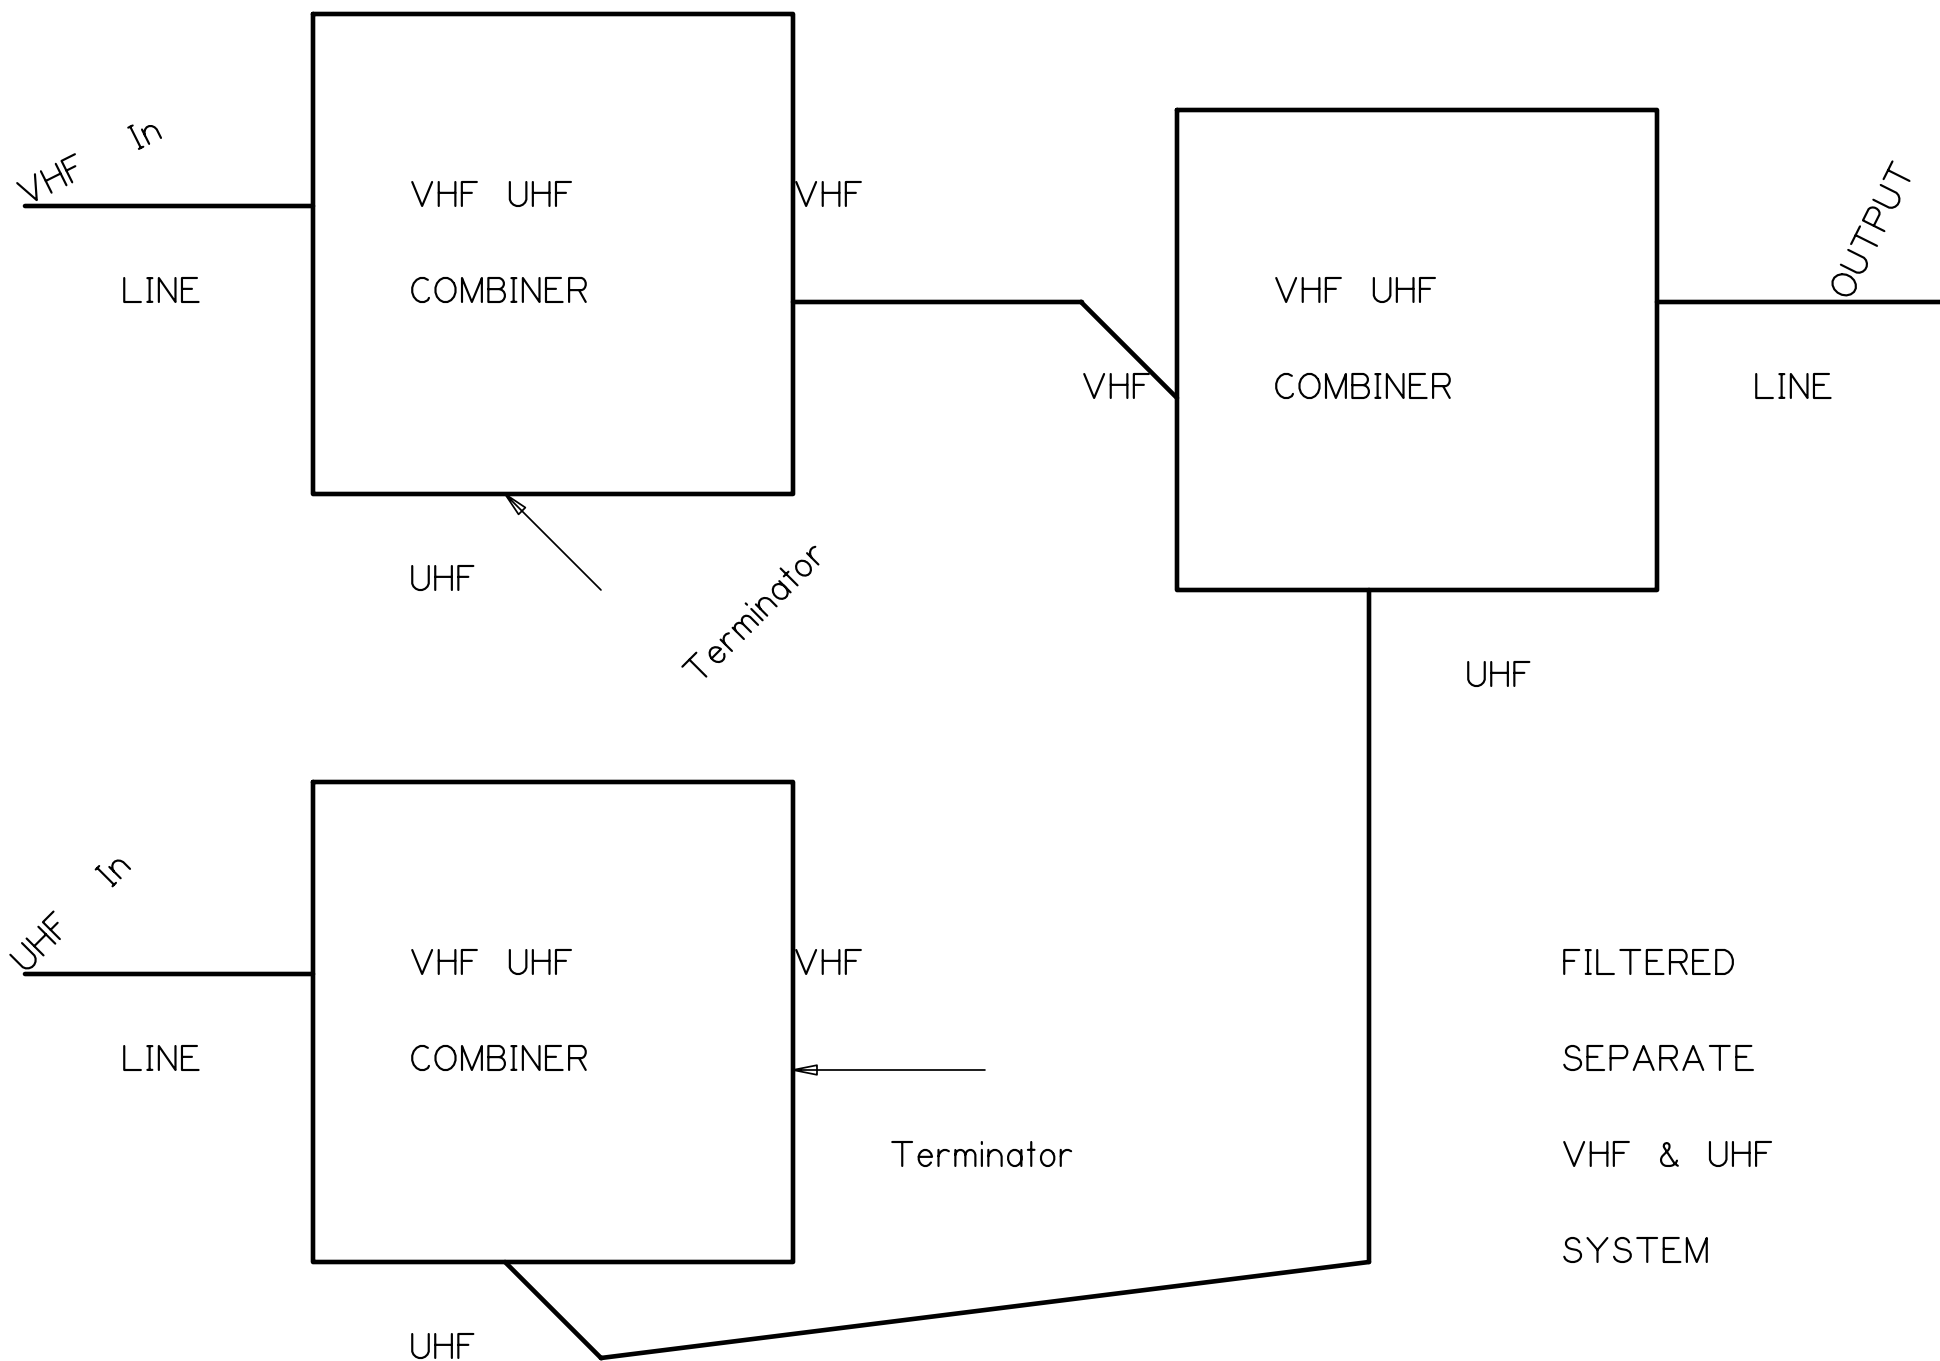 VHF In
LINE
VHF UHF
COMBINER
VHF
UHF
Terminator
VHF
VHF UHF
COMBINER
OUTPUT
LINE
UHF
UHF In
LINE
VHF UHF
COMBINER
VHF
Terminator
UHF
FILTERED
SEPARATE
VHF & UHF
SYSTEM